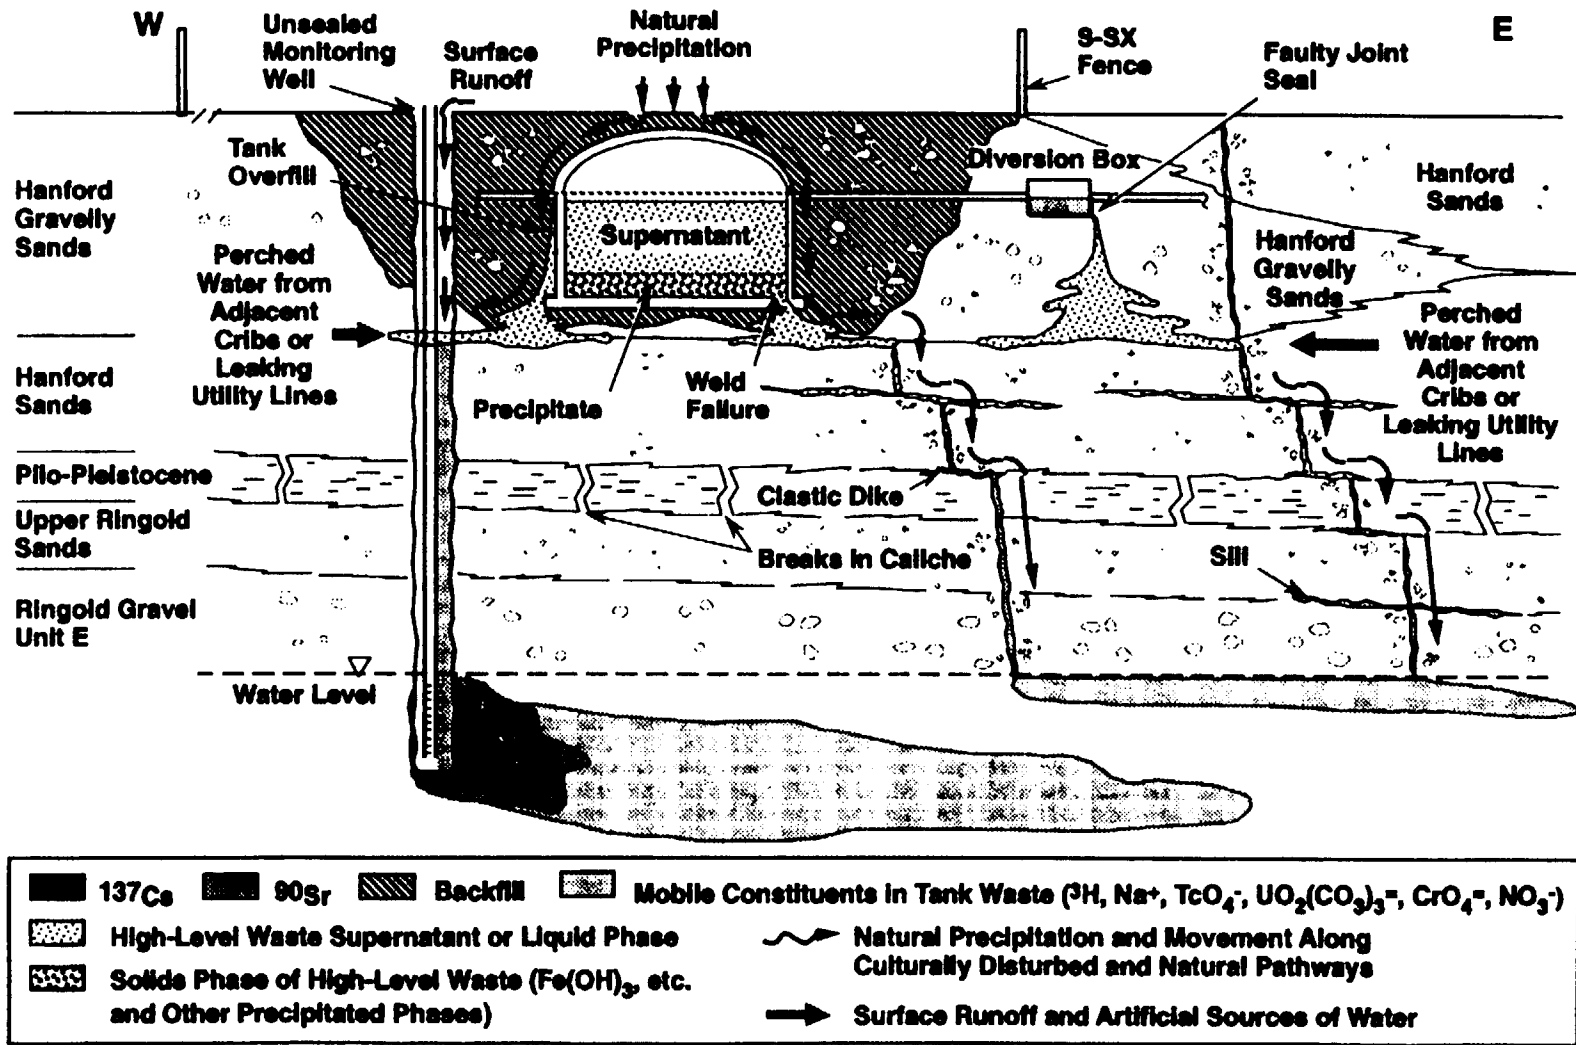 W
Unsealed
Monitoring
Well
Surface
Runoff
Natural
Precipitation
S-SX
Fence
Faulty Joint
Seal
E
Tank
Overfill
Diversion Box
Hanford
Gravelly
Sands
Hanford
Sands
Supernatant
Hanford
Gravelly
Sands
Perched
Water from
Adjacent
Cribs or
Leaking
Utility Lines
Perched
Water from
Adjacent
Cribs or
Leaking Utility
Lines
Hanford
Sands
Precipitate
Weld
Failure
Plio-Pleistocene
Clastic Dike
Upper Ringold
Sands
Breaks in Caliche
Sill
Ringold Gravel
Unit E
Water Level
137Cs
90Sr
Backfill
Mobile Constituents in Tank Waste (³H, Na⁺, TcO₄⁻, UO₂(CO₃)₃⁼, CrO₄⁼, NO₃⁻)
High-Level Waste Supernatant or Liquid Phase
Natural Precipitation and Movement Along
Culturally Disturbed and Natural Pathways
Solids Phase of High-Level Waste (Fe(OH)₃, etc.
and Other Precipitated Phases)
Surface Runoff and Artificial Sources of Water